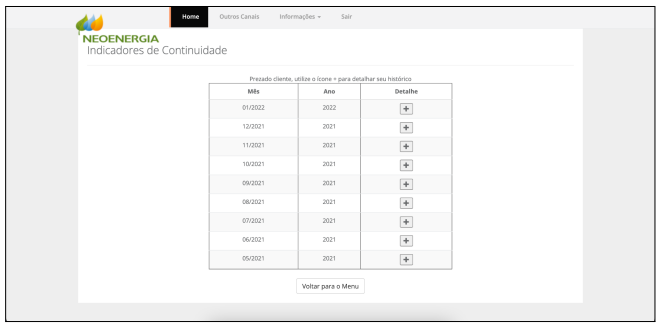 Home Outros Canais Informações Sair
NEOENERGIA
Indicadores de Continuidade
Prezado cliente, utilize o ícone + para detalhar seu histórico
Mês Ano Detalhe
01/2022 2022
12/2021 2021
11/2021 2021
10/2021 2021
09/2021 2021
08/2021 2021
07/2021 2021
06/2021 2021
05/2021 2021
Voltar para o Menu